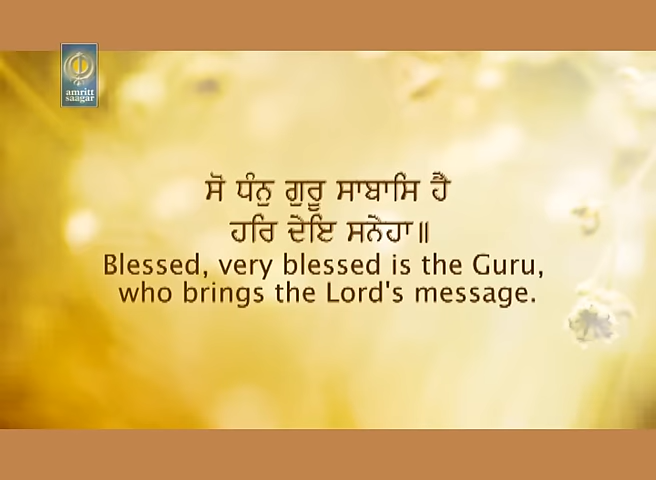 amritt
saagar
ਸੋ ਧੰਨੁ ਗੁਰੂ ਸਾਬਾਸਿ ਹੈ
ਹਰਿ ਦੇਇ ਸਨੇਹਾ॥
Blessed, very blessed is the Guru,
who brings the Lord's message.